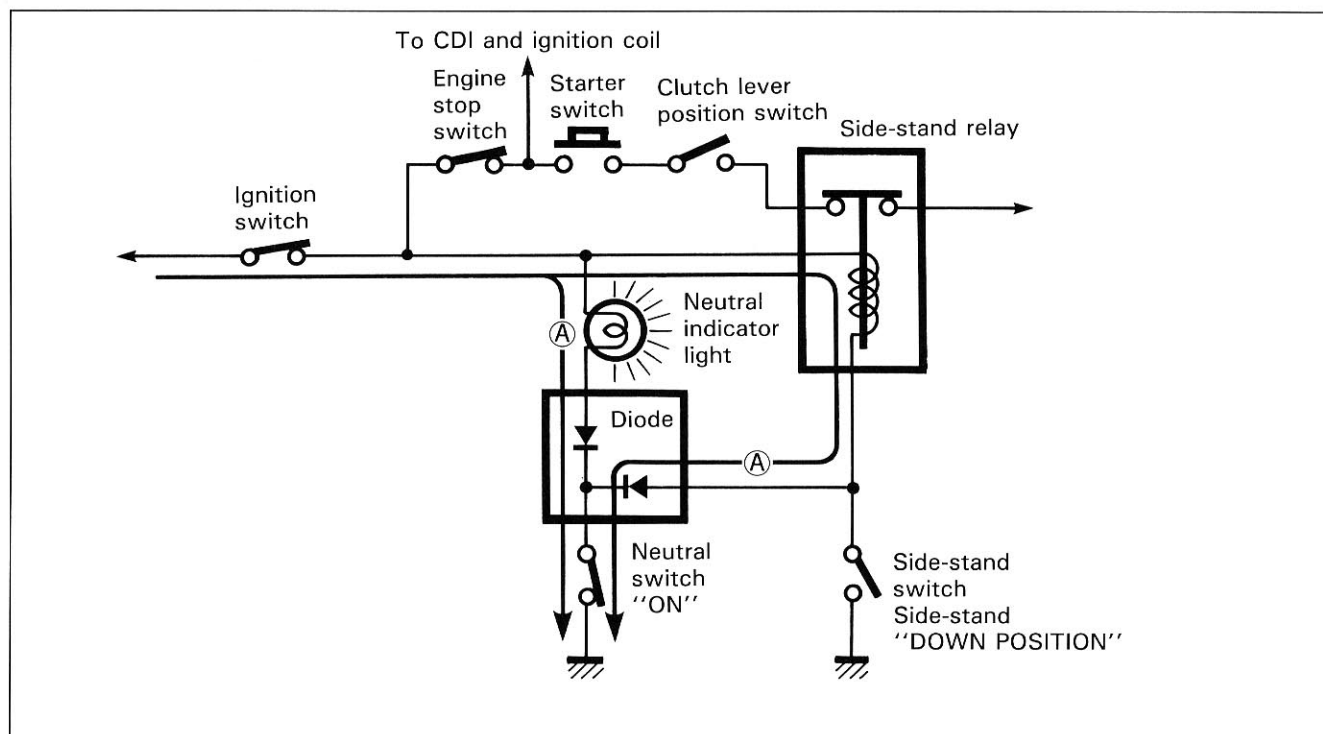 To CDI and ignition coil
Engine
stop
switch
Starter
switch
Clutch lever
position switch
Side-stand relay
Ignition
switch
A
Neutral
indicator
light
Diode
A
Neutral
switch
''ON''
Side-stand
switch
Side-stand
''DOWN POSITION''